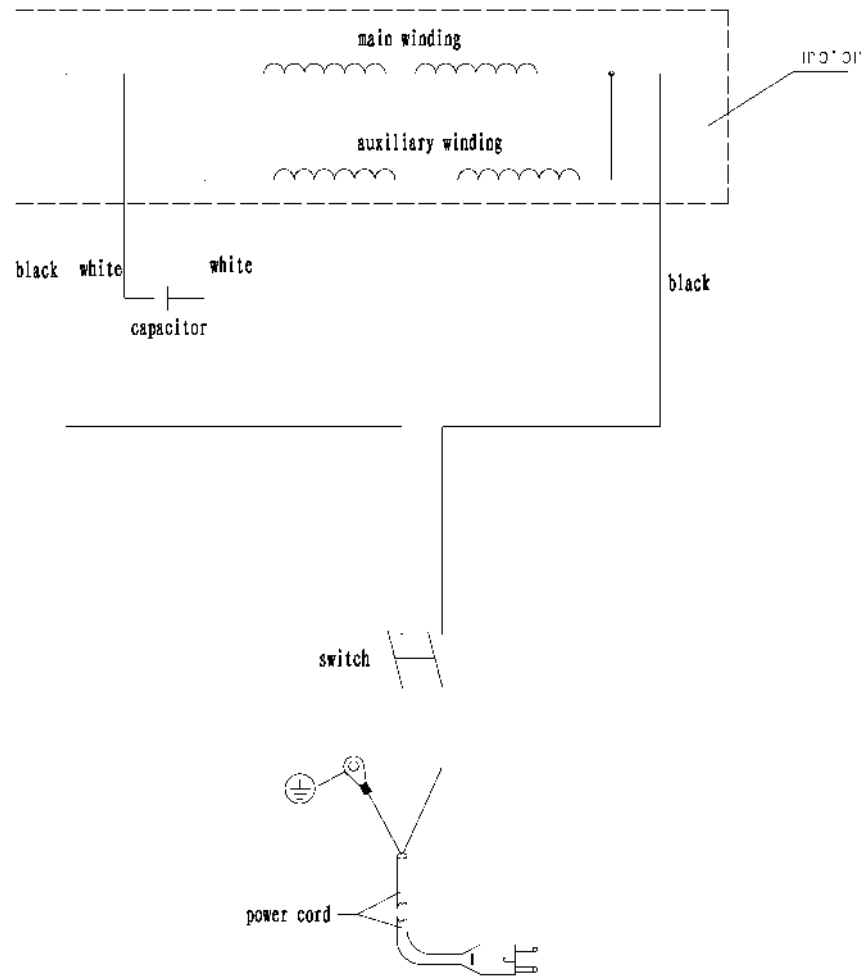 main winding
auxiliary winding
black white white
black
capacitor
switch
power cord